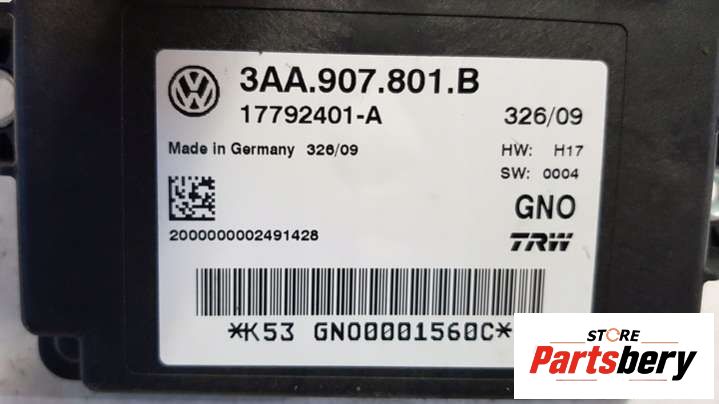 3AA.907.801.B
17792401-A 326/09
Made in Germany 326/09 HW: H17
SW: 0004
GNO
2000000002491428
TRW
*K53 GNO0001560C*
STORE
Partsbery